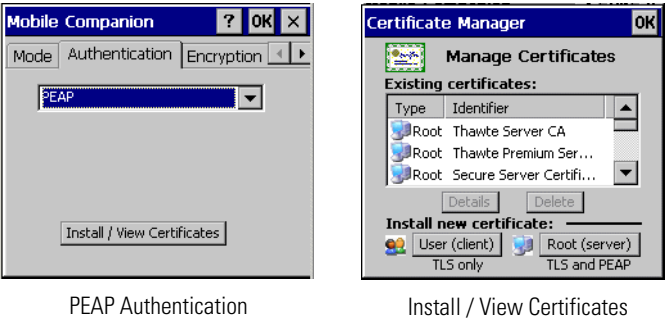 Mobile Companion ? OK ×
Mode Authentication Encryption
PEAP
Install / View Certificates
PEAP Authentication
Certificate Manager OK
Manage Certificates
Existing certificates:
Type Identifier
Root Thawte Server CA
Root Thawte Premium Ser...
Root Secure Server Certifi...
Details Delete
Install new certificate:
User (client) Root (server)
TLS only TLS and PEAP
Install / View Certificates